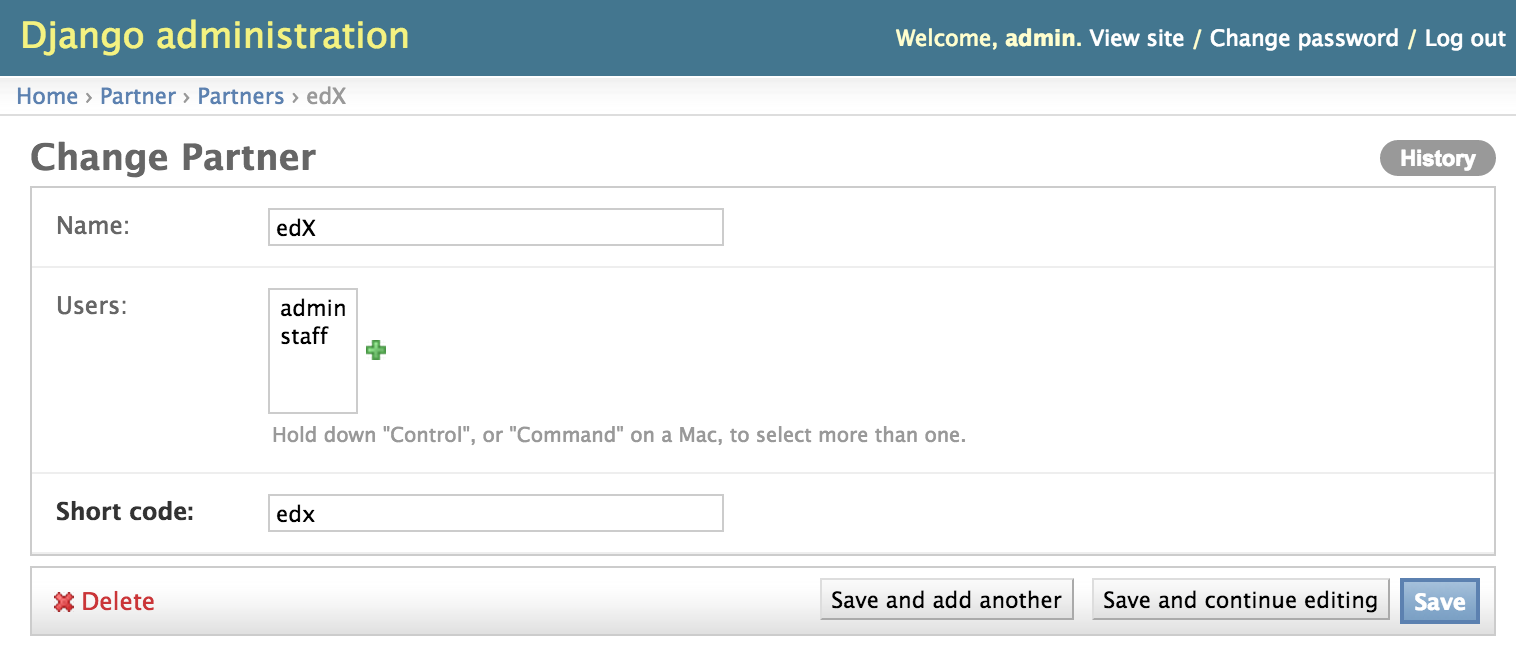 Django administration
Welcome, admin. View site / Change password / Log out
Home › Partner › Partners › edX
Change Partner
History
Name:
edX
Users:
admin
staff
Hold down "Control", or "Command" on a Mac, to select more than one.
Short code:
edx
Delete
Save and add another
Save and continue editing
Save